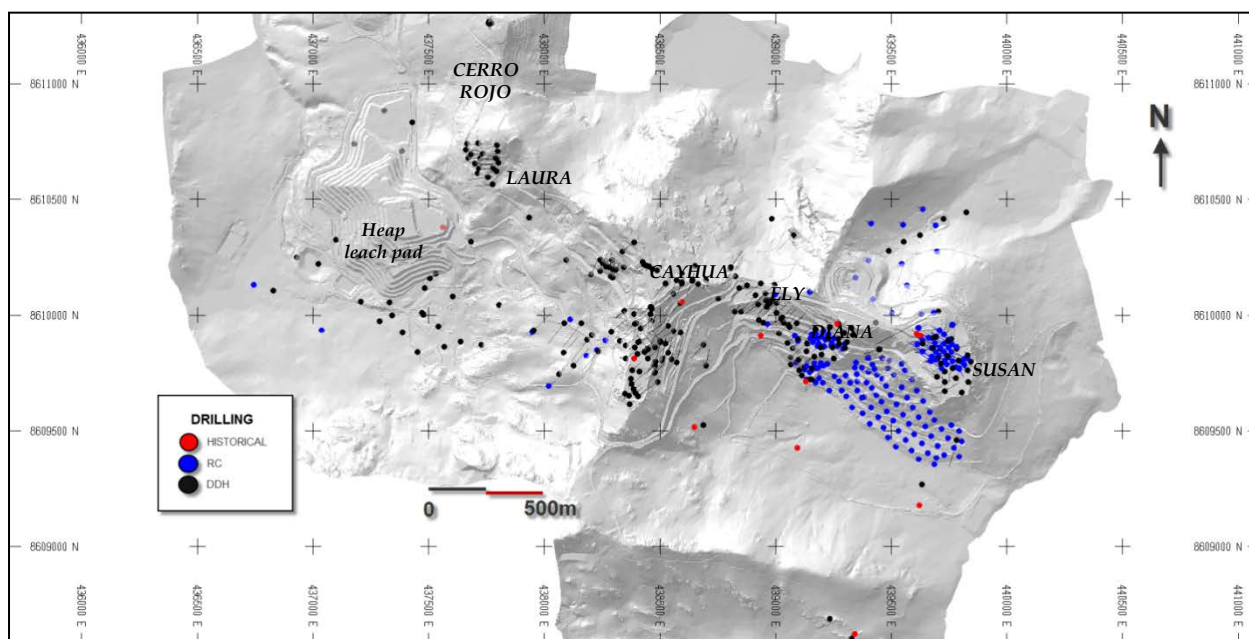 436000 E
436500 E
437000 E
437500 E
438000 E
438500 E
439000 E
439500 E
440000 E
440500 E
441000 E
8611000 N
8611000 N
CERRO
ROJO
N
LAURA
8610500 N
8610500 N
Heap
leach pad
CAYHUA
ELY
8610000 N
8610000 N
DIANA
SUSAN
DRILLING
HISTORICAL
RC
DDH
8609500 N
8609500 N
0
500m
8609000 N
8609000 N
436000 E
436500 E
437000 E
437500 E
438000 E
438500 E
439000 E
439500 E
440000 E
440500 E
441000 E